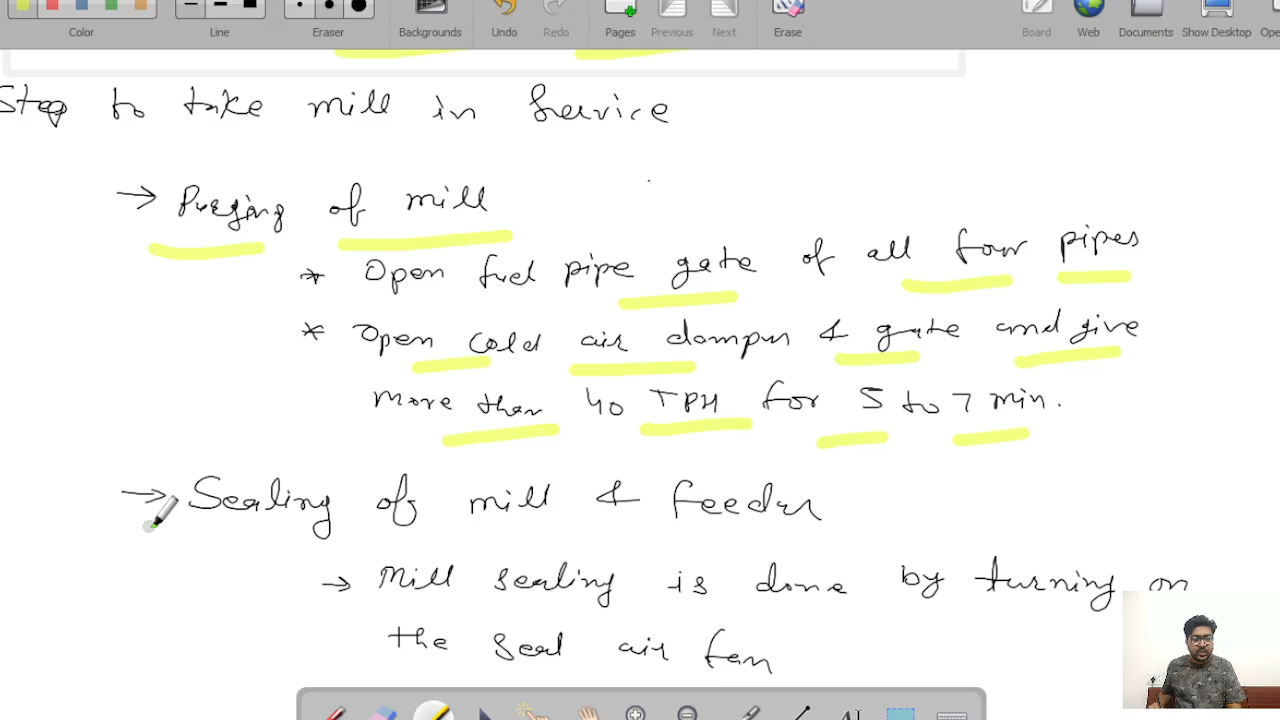 Color Line Eraser Backgrounds Undo Redo Pages Previous Next Erase Board Web Documents Show Desktop Ope
Step to take mill in Service
→ Purging of mill
* Open fuel pipe gate of all four pipes
* Open cold air damper & gate and give
more than 40 TPH for 5 to 7 min.
→ Sealing of mill & feeder
→ Mill sealing is done by turning on
the seal air fan